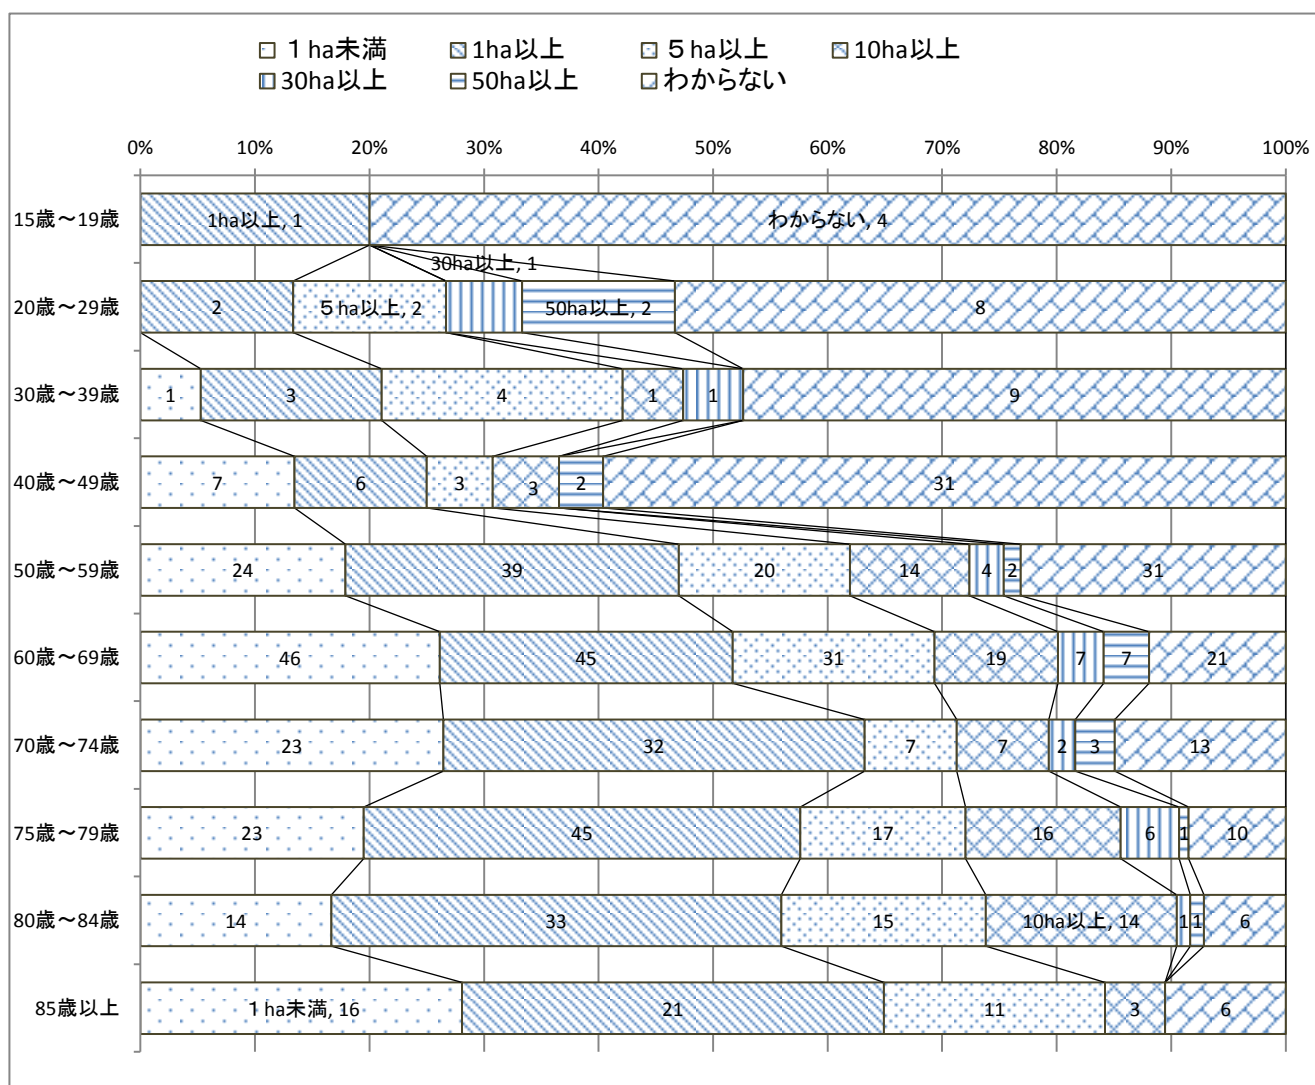 １ha未満 1ha以上 ５ha以上 10ha以上
30ha以上 50ha以上 わからない
0% 10% 20% 30% 40% 50% 60% 70% 80% 90% 100%
15歳～19歳 1ha以上, 1 わからない, 4
30ha以上, 1
20歳～29歳 2 ５ha以上, 2 50ha以上, 2 8
30歳～39歳 1 3 4 1 1 9
40歳～49歳 7 6 3 3 2 31
50歳～59歳 24 39 20 14 4 2 31
60歳～69歳 46 45 31 19 7 7 21
70歳～74歳 23 32 7 7 2 3 13
75歳～79歳 23 45 17 16 6 1 10
80歳～84歳 14 33 15 10ha以上, 14 1 1 6
85歳以上 １ha未満, 16 21 11 3 6